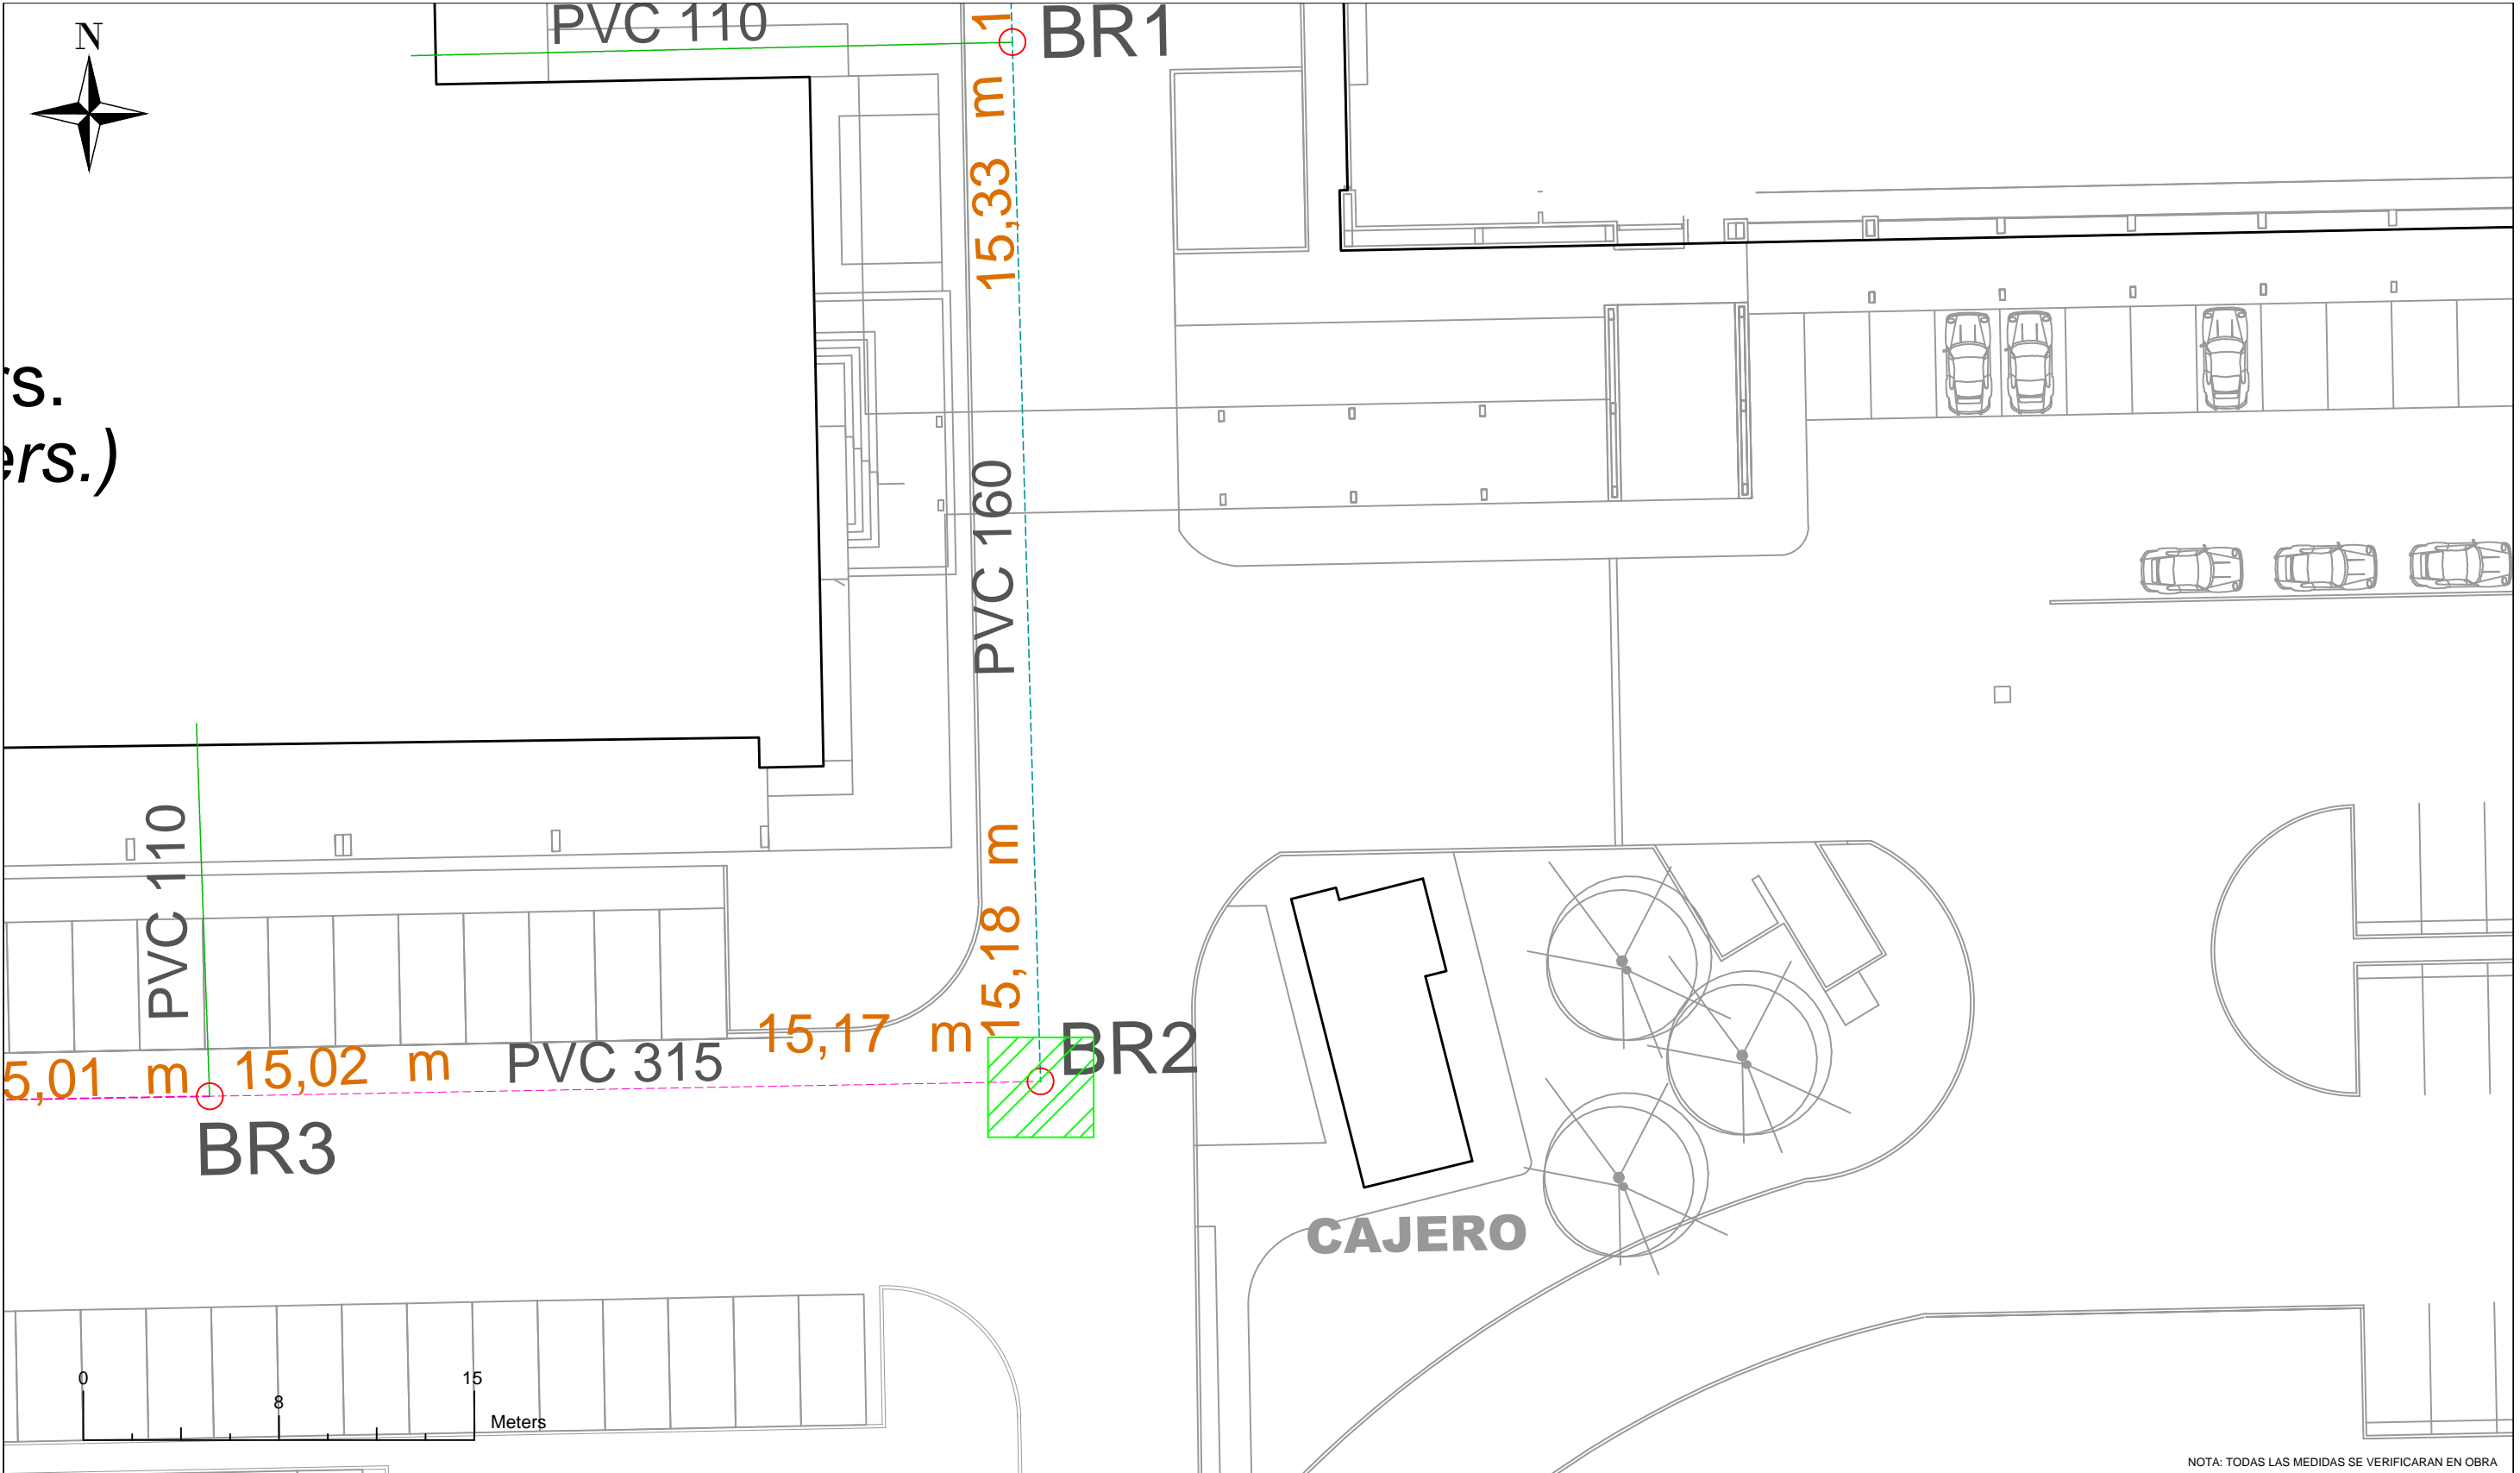 N
PVC 110
BR1
15,33 m
1
s.
ers.)
PVC 160
PVC 110
15,18 m
15,17 m
BR2
5,01 m
15,02 m
PVC 315
BR3
CAJERO
0
8
15
Meters
NOTA: TODAS LAS MEDIDAS SE VERIFICARAN EN OBRA